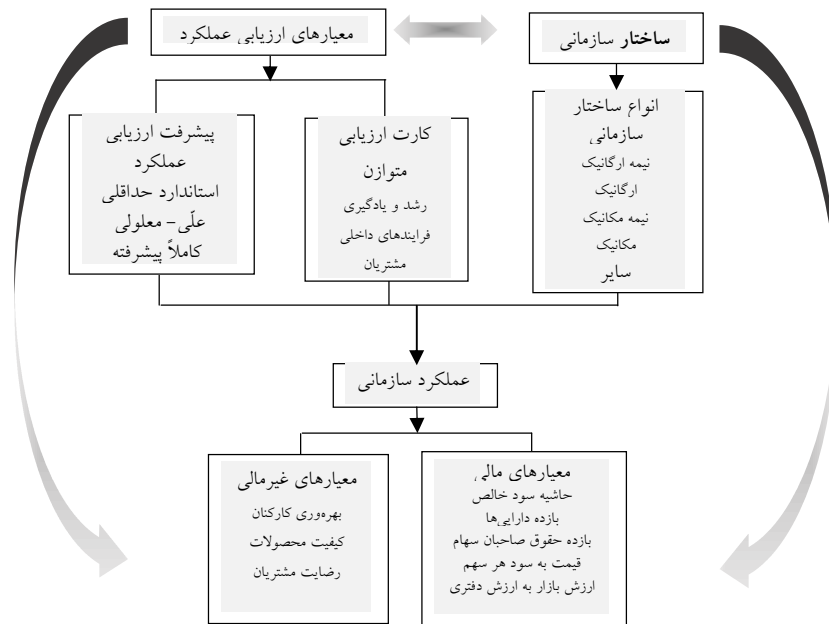 ساختار سازمانی
معیارهای ارزیابی عملکرد
انواع ساختار
سازمانی
نیمه ارگانیک
ارگانیک
نیمه مکانیک
مکانیک
سایر
کارت ارزیابی
متوازن
رشد و یادگیری
فرایندهای داخلی
مشتریان
پیشرفت ارزیابی
عملکرد
استاندارد حداقلی
علّی – معلولی
کاملاً پیشرفته
عملکرد سازمانی
معیارهای مالی
حاشیه سود خالص
بازده دارایی‌ها
بازده حقوق صاحبان سهام
قیمت به سود هر سهم
ارزش بازار به ارزش دفتری
معیارهای غیرمالی
بهره‌وری کارکنان
کیفیت محصولات
رضایت مشتریان